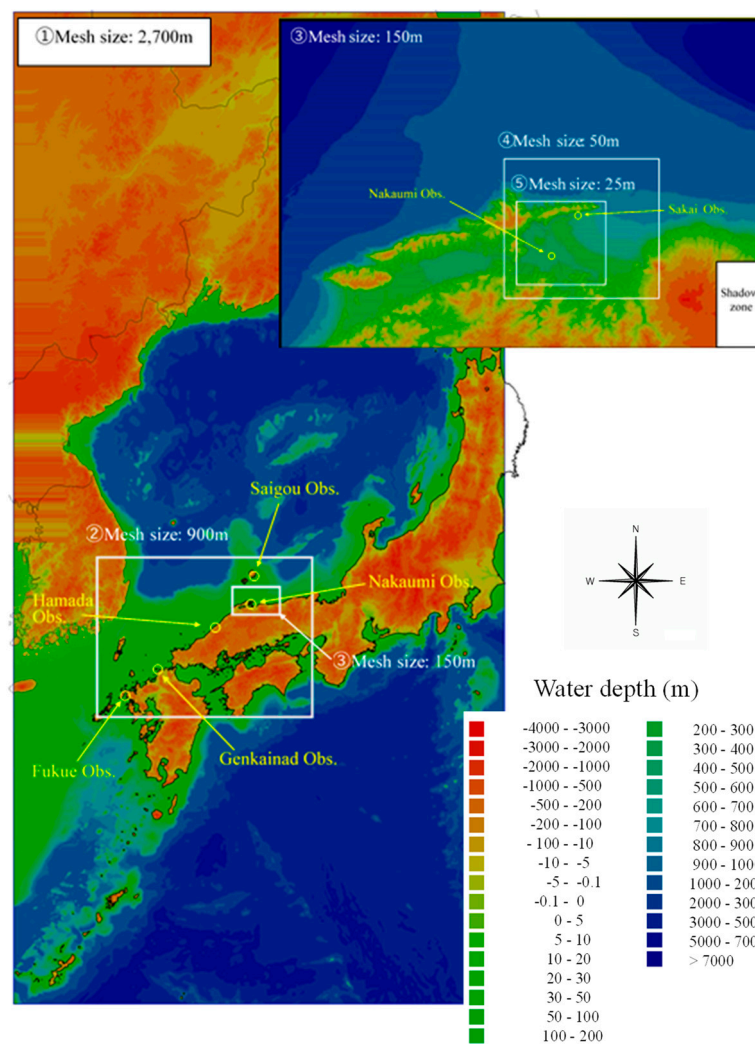 ①Mesh size: 2,700m
③Mesh size: 150m
④Mesh size: 50m
⑤Mesh size: 25m
Nakaumi Obs.
Sakai Obs.
Shadow
zone
Saigou Obs.
②Mesh size: 900m
Nakaumi Obs.
Hamada
Obs.
③Mesh size: 150m
Genkainad Obs.
Fukue Obs.
N
W
E
S
Water depth (m)
-4000 - -3000
-3000 - -2000
-2000 - -1000
-1000 - -500
-500 - -200
-200 - -100
- 100 - -10
-10 - -5
-5 - -0.1
-0.1 - 0
0 - 5
5 - 10
10 - 20
20 - 30
30 - 50
50 - 100
100 - 200
200 - 300
300 - 400
400 - 500
500 - 600
600 - 700
700 - 800
800 - 900
900 - 100
1000 - 200
2000 - 300
3000 - 500
5000 - 700
> 7000